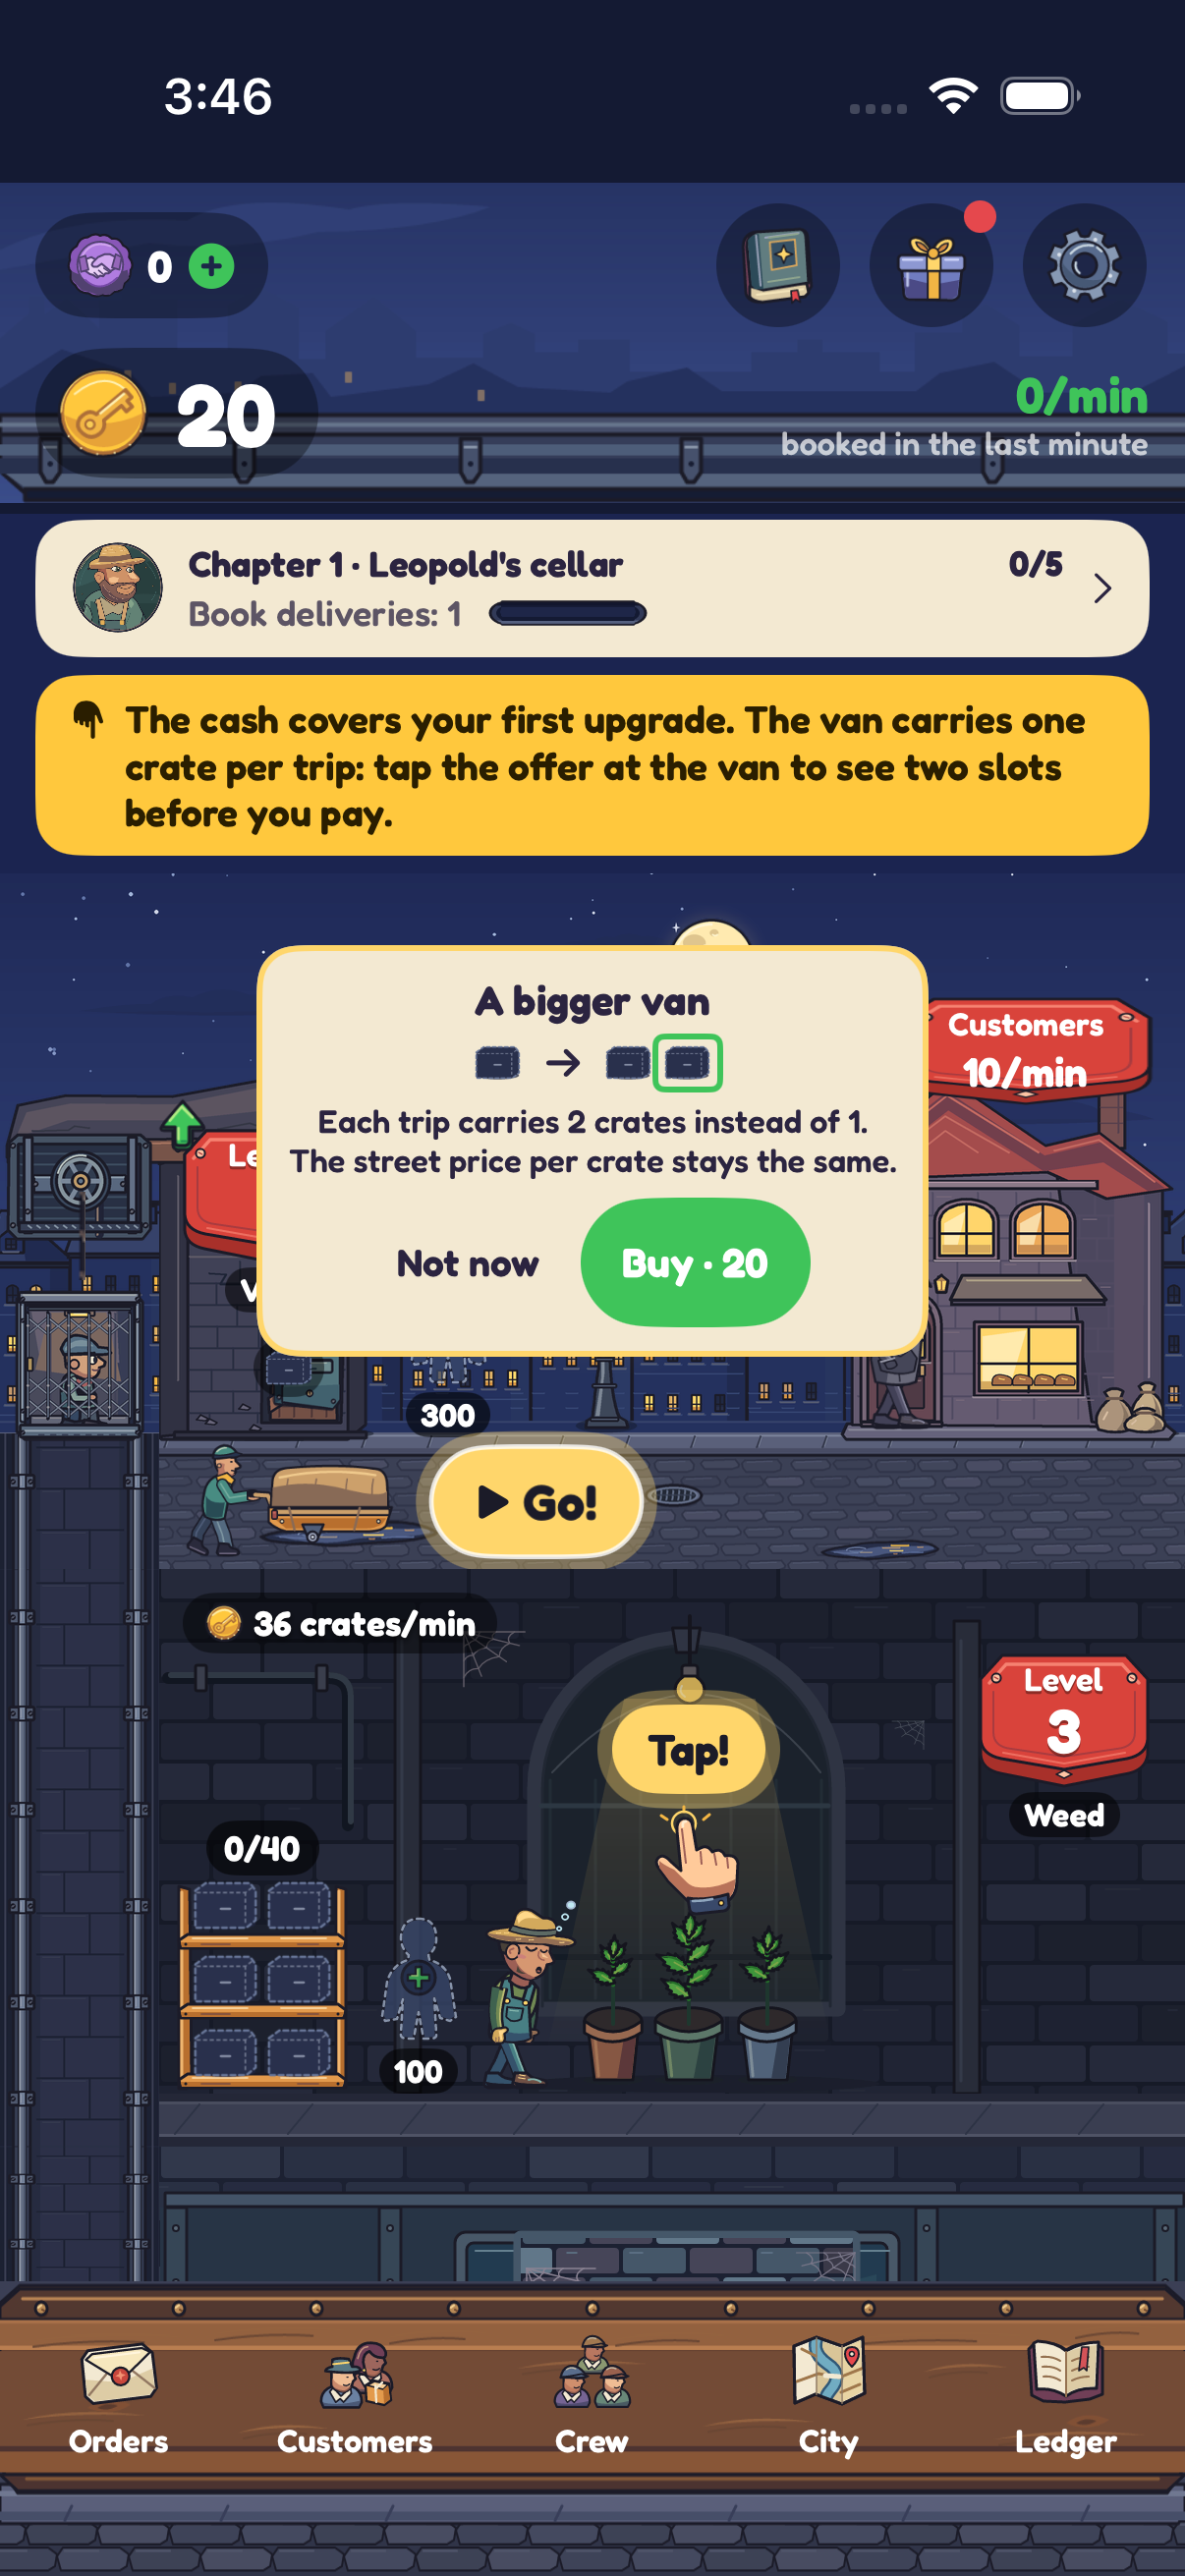 3:46
0
20
0/min
booked in the last minute
Chapter 1 · Leopold's cellar
0/5
Book deliveries: 1
The cash covers your first upgrade. The van carries one
crate per trip: tap the offer at the van to see two slots
before you pay.
A bigger van
Each trip carries 2 crates instead of 1.
The street price per crate stays the same.
Not now
Buy · 20
Customers
10/min
300
Go!
36 crates/min
Tap!
Level
3
Weed
0/40
100
Orders
Customers
Crew
City
Ledger